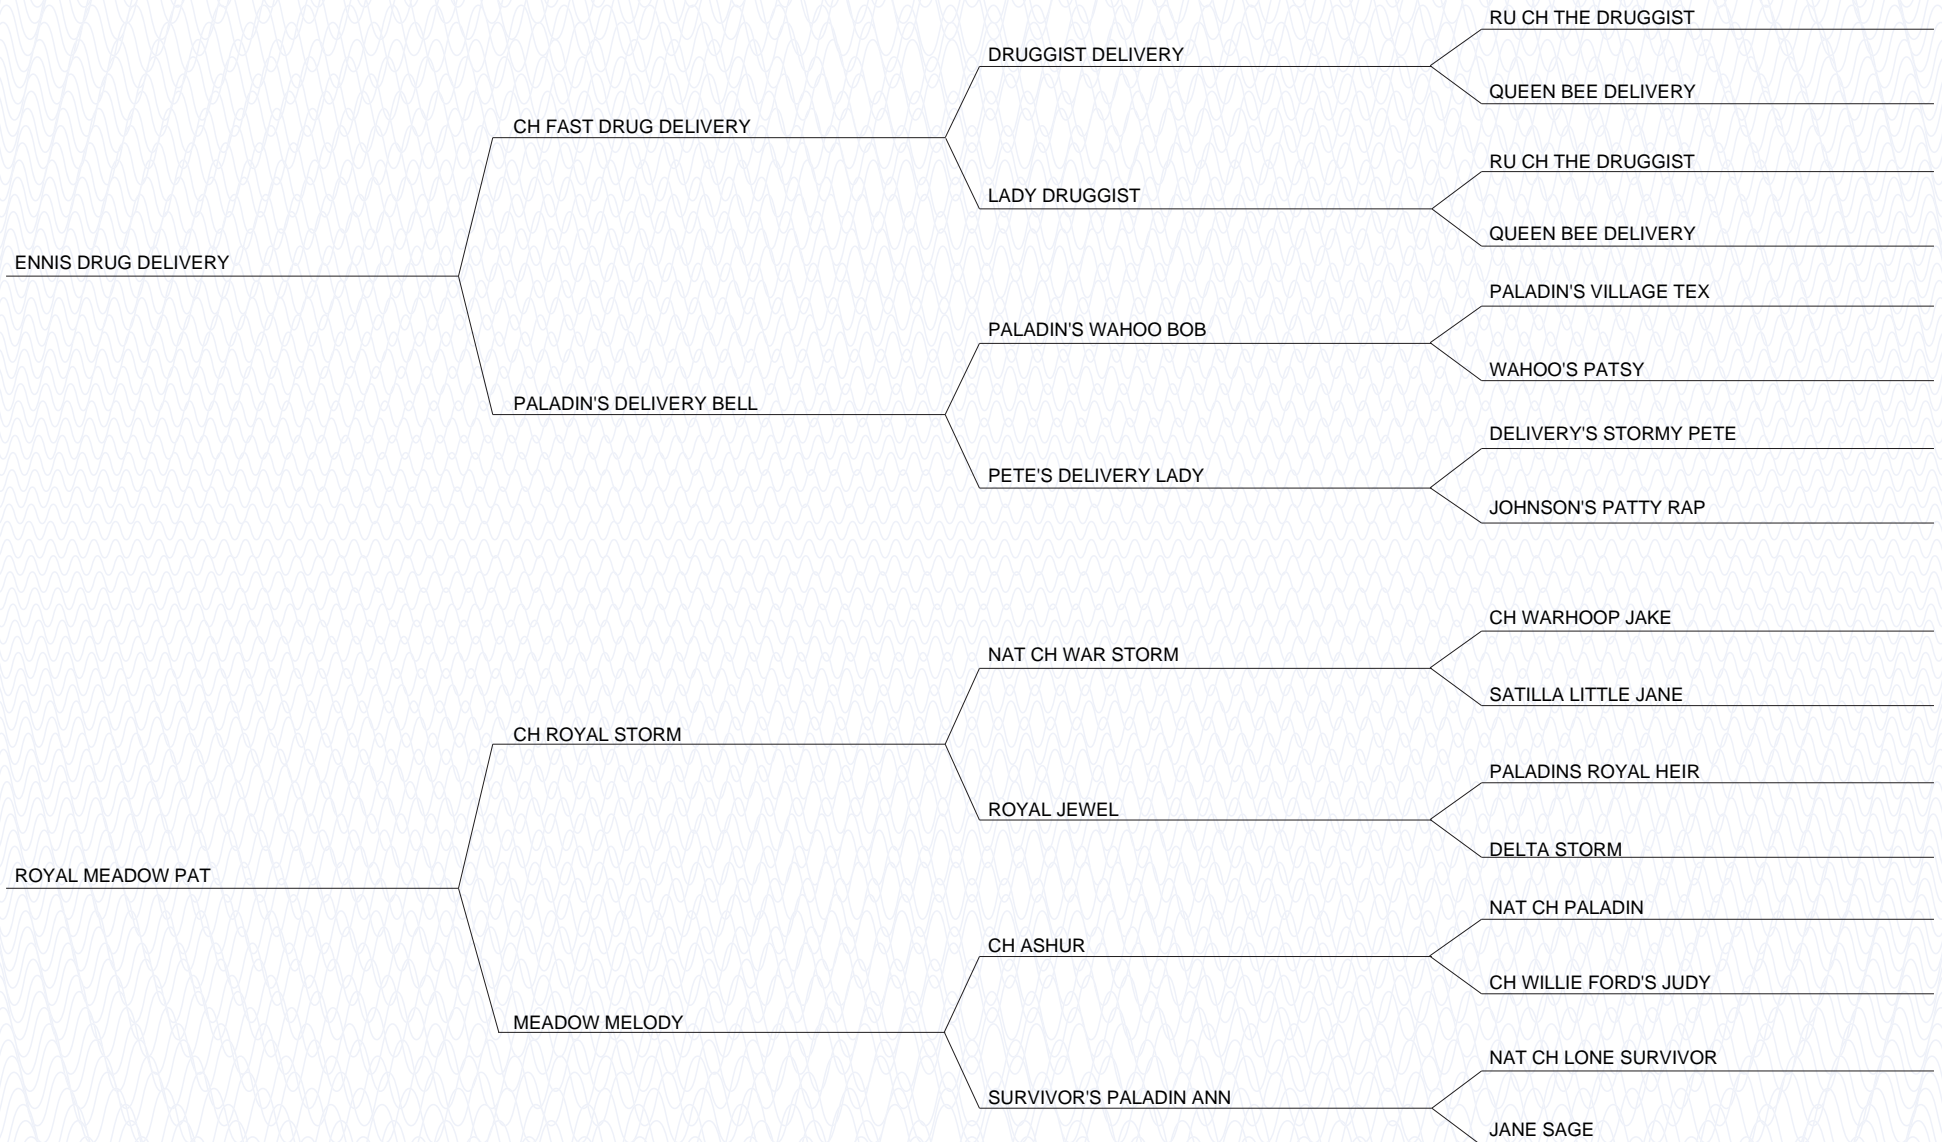 RU CH THE DRUGGIST
DRUGGIST DELIVERY
QUEEN BEE DELIVERY
CH FAST DRUG DELIVERY
RU CH THE DRUGGIST
LADY DRUGGIST
QUEEN BEE DELIVERY
ENNIS DRUG DELIVERY
PALADIN'S VILLAGE TEX
PALADIN'S WAHOO BOB
WAHOO'S PATSY
PALADIN'S DELIVERY BELL
DELIVERY'S STORMY PETE
PETE'S DELIVERY LADY
JOHNSON'S PATTY RAP
CH WARHOOP JAKE
NAT CH WAR STORM
SATILLA LITTLE JANE
CH ROYAL STORM
PALADINS ROYAL HEIR
ROYAL JEWEL
DELTA STORM
ROYAL MEADOW PAT
NAT CH PALADIN
CH ASHUR
CH WILLIE FORD'S JUDY
MEADOW MELODY
NAT CH LONE SURVIVOR
SURVIVOR'S PALADIN ANN
JANE SAGE